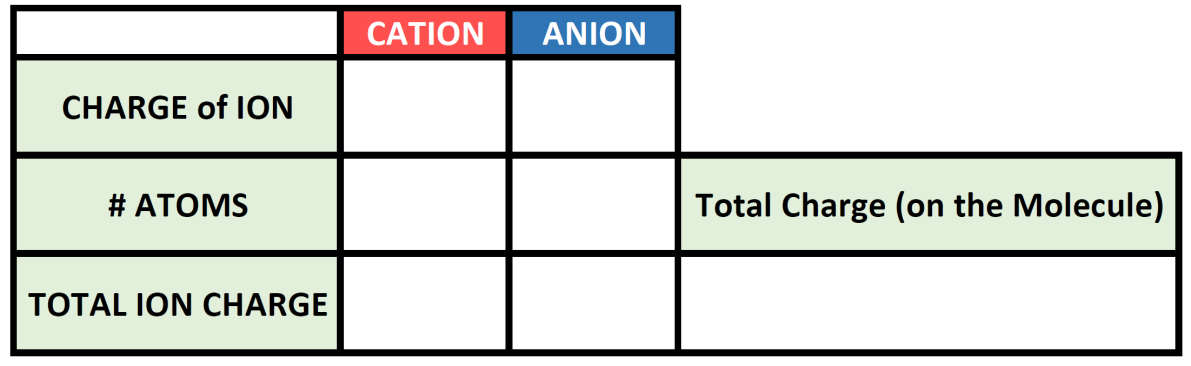 CATION ANION
CHARGE of ION
# ATOMS Total Charge (on the Molecule)
TOTAL ION CHARGE